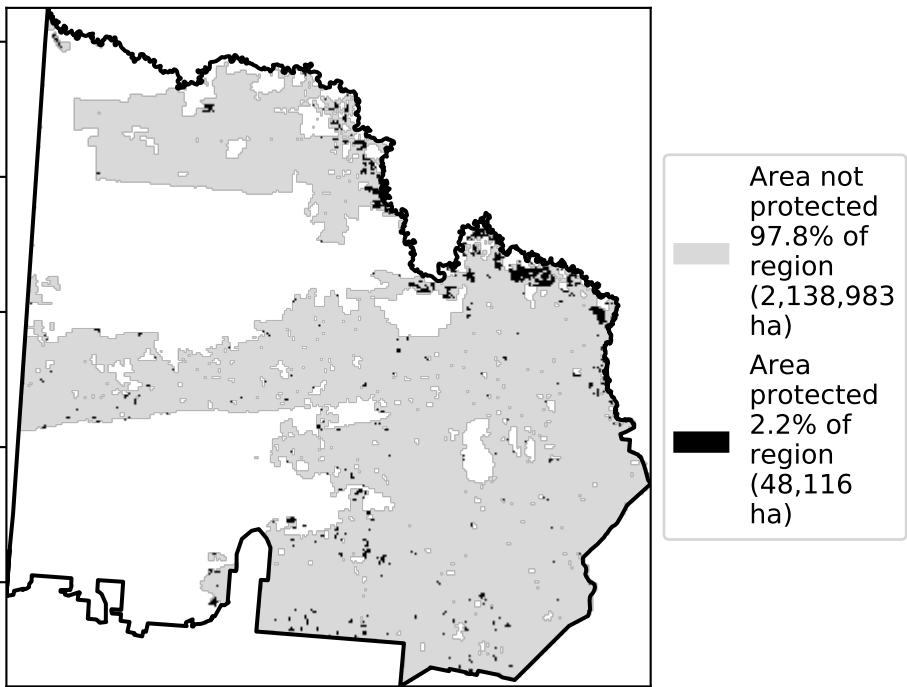 Area not
protected
97.8% of
region
(2,138,983
ha)
Area
protected
2.2% of
region
(48,116
ha)